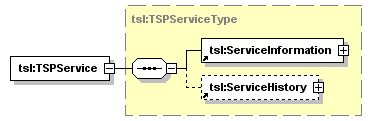 tsl:TSPServiceType
tsl:TSPService
tsl:ServiceInformation
tsl:ServiceHistory